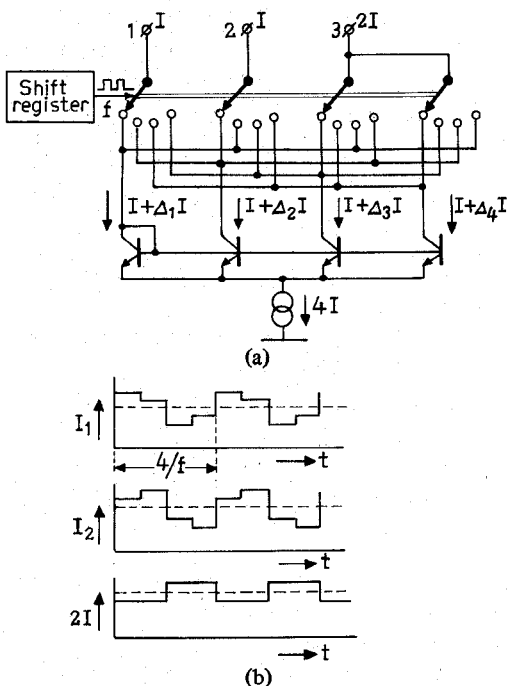 1 I 2 I 3 2I
Shift
register
f
I+Δ₁I I+Δ₂I I+Δ₃I I+Δ₄I
4I
(a)
I₁
4/f t
I₂
t
2I
t
(b)